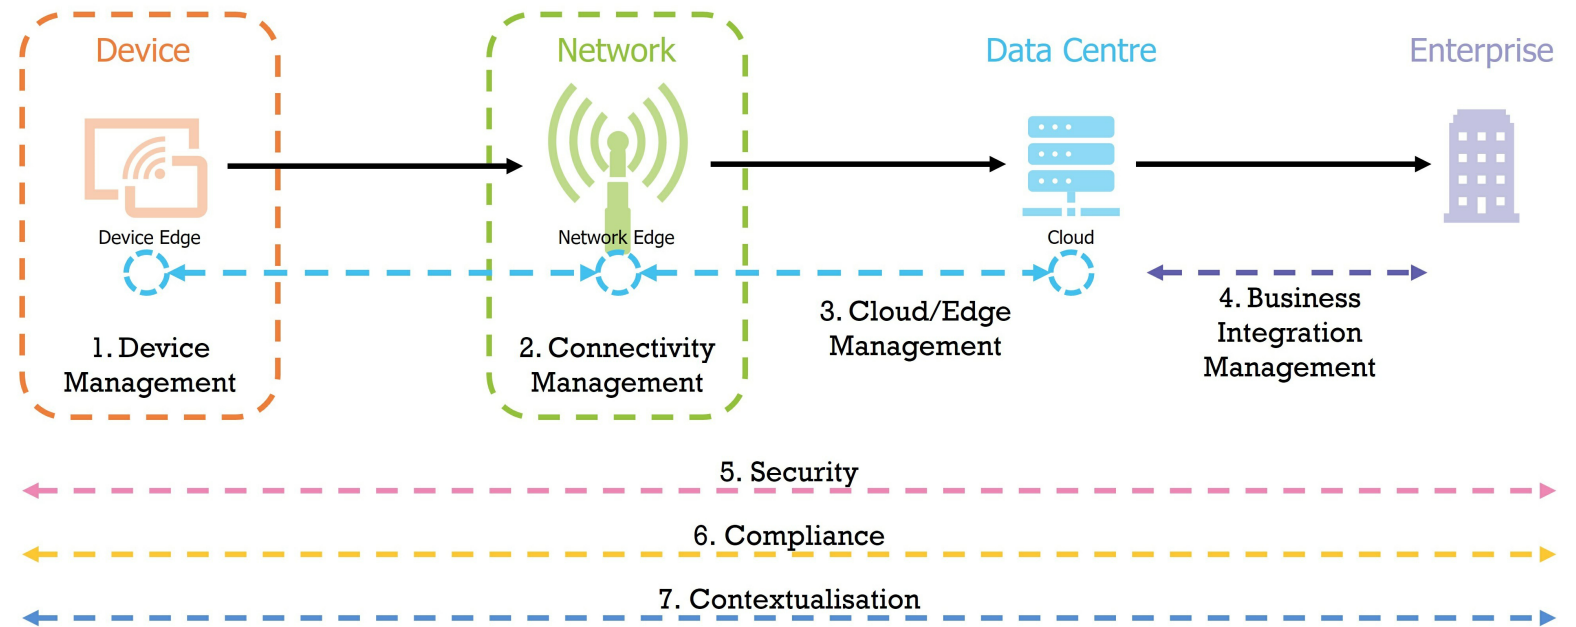 Device
Network
Data Centre
Enterprise
Device Edge
Network Edge
Cloud
1. Device
Management
2. Connectivity
Management
3. Cloud/Edge
Management
4. Business
Integration
Management
5. Security
6. Compliance
7. Contextualisation